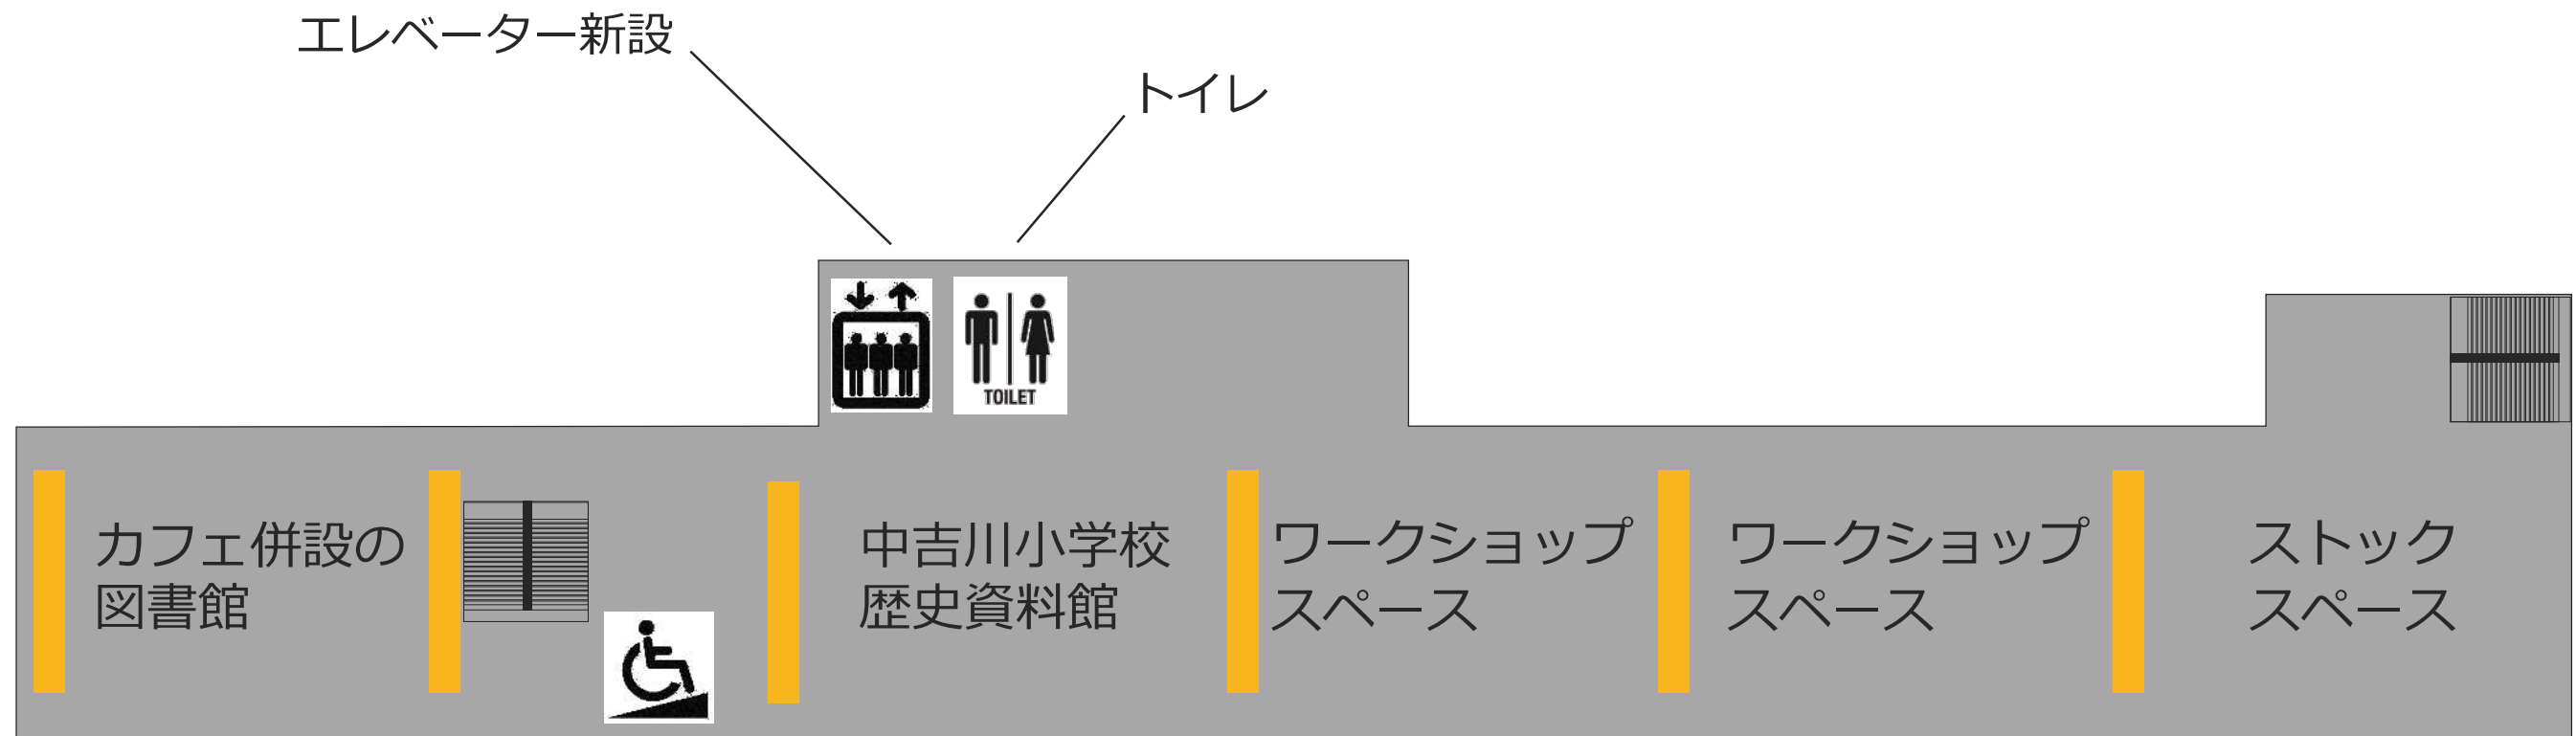 エレベーター新設
トイレ
TOILET
カフェ併設の
図書館
中吉川小学校
歴史資料館
ワークショップ
スペース
ワークショップ
スペース
ストック
スペース